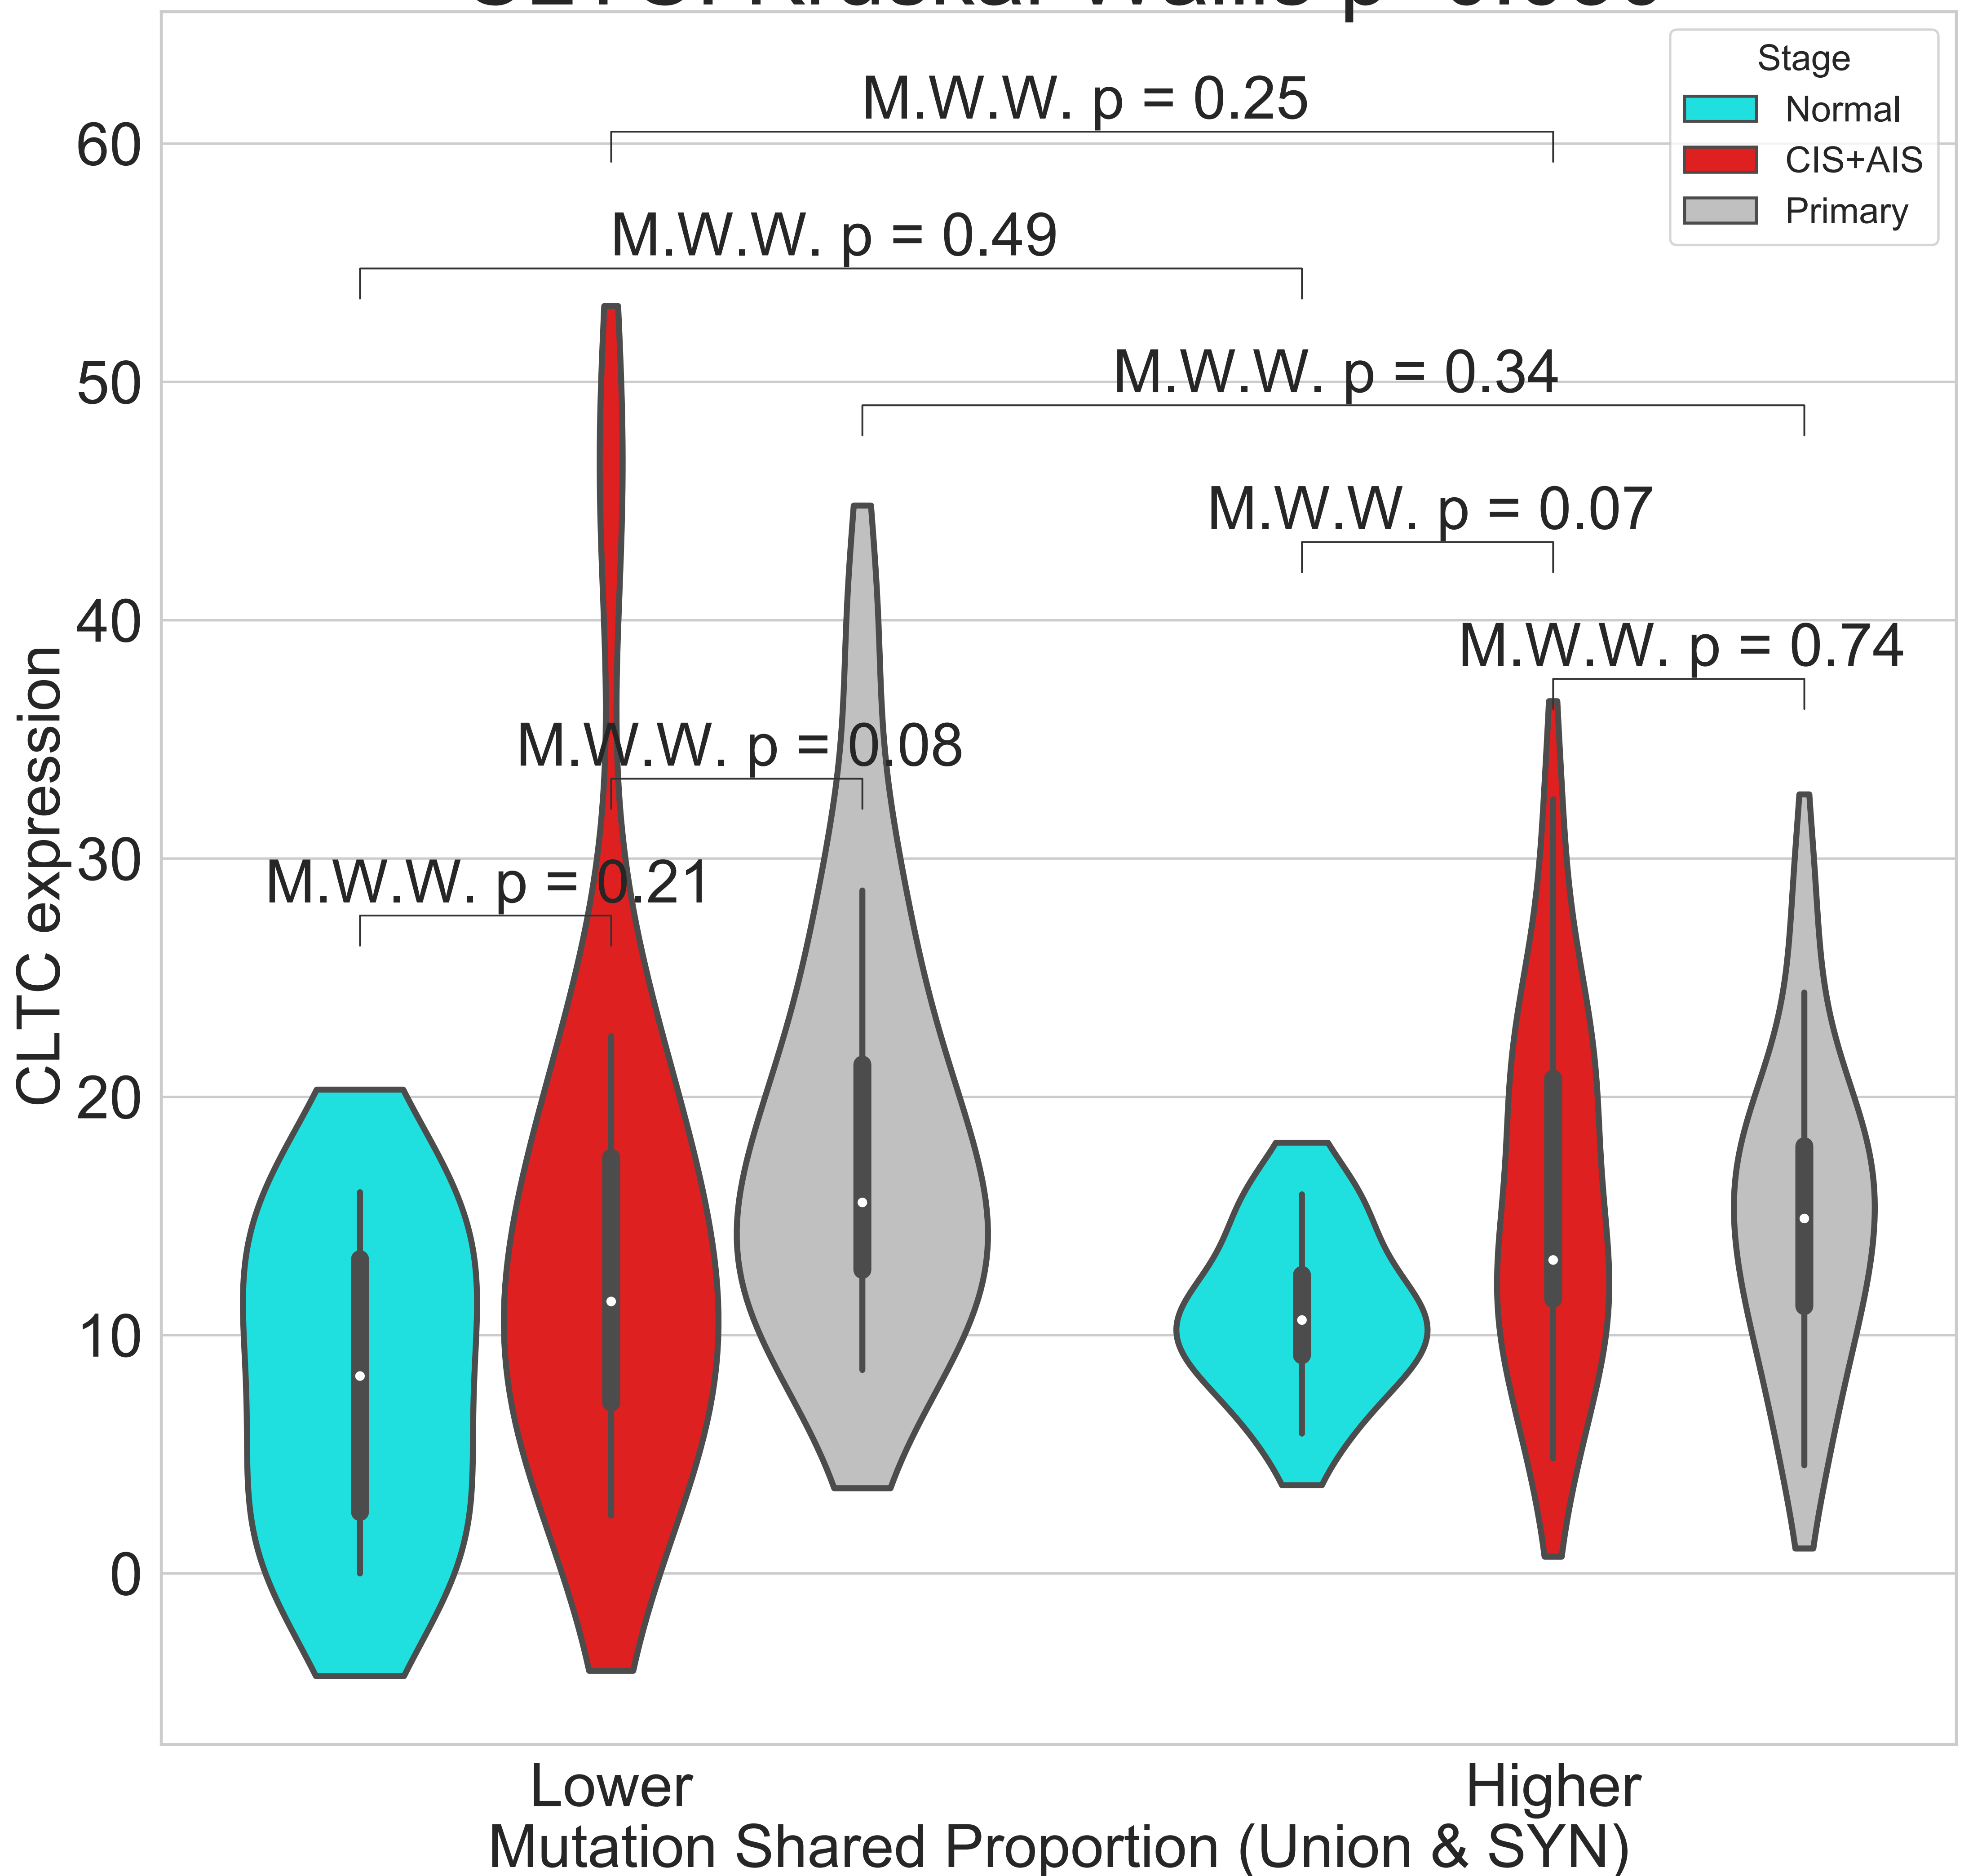 Stage
Normal
CIS+AIS
Primary
M.W.W. p = 0.25
M.W.W. p = 0.49
M.W.W. p = 0.34
M.W.W. p = 0.07
M.W.W. p = 0.74
M.W.W. p = 0.08
M.W.W. p = 0.21
60
50
40
30
20
10
0
CLTC expression
Lower
Higher
Mutation Shared Proportion (Union & SYN)